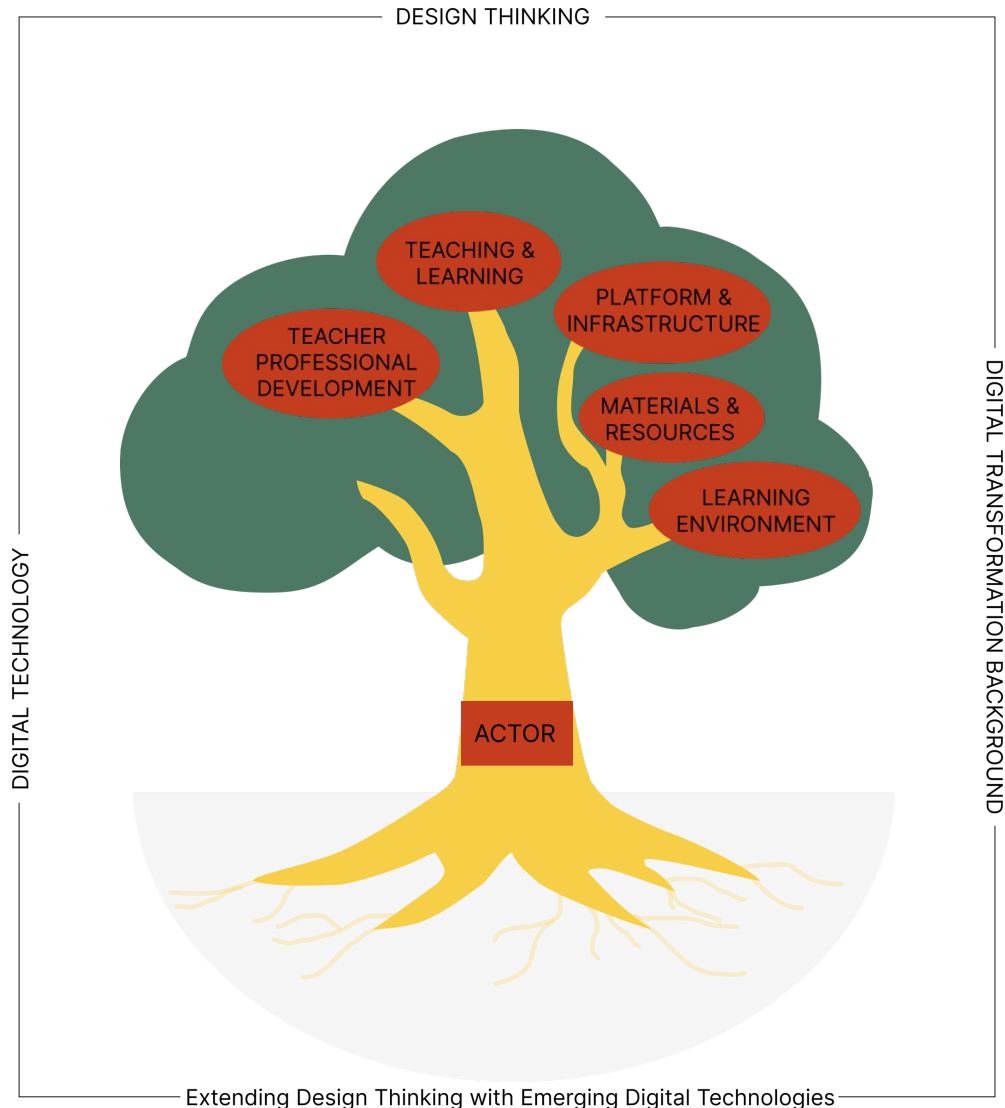 DESIGN THINKING
TEACHING &
LEARNING
PLATFORM &
INFRASTRUCTURE
TEACHER
PROFESSIONAL
DEVELOPMENT
MATERIALS &
RESOURCES
LEARNING
ENVIRONMENT
DIGITAL TECHNOLOGY
DIGITAL TRANSFORMATION BACKGROUND
ACTOR
Extending Design Thinking with Emerging Digital Technologies